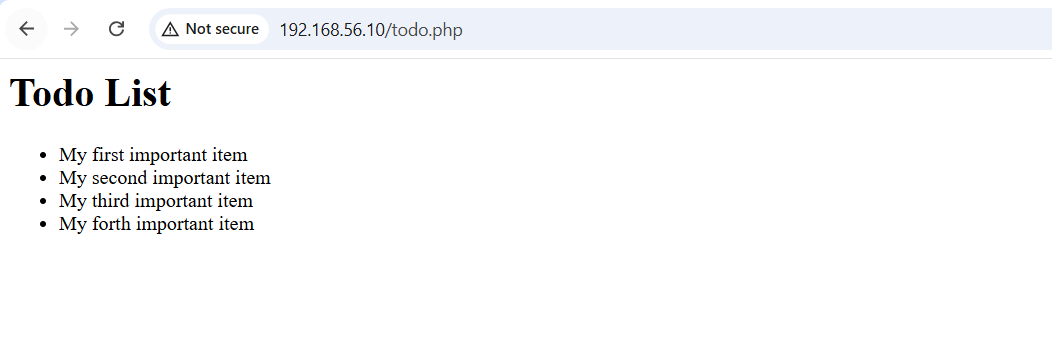 Not secure 192.168.56.10/todo.php
Todo List
My first important item
My second important item
My third important item
My forth important item